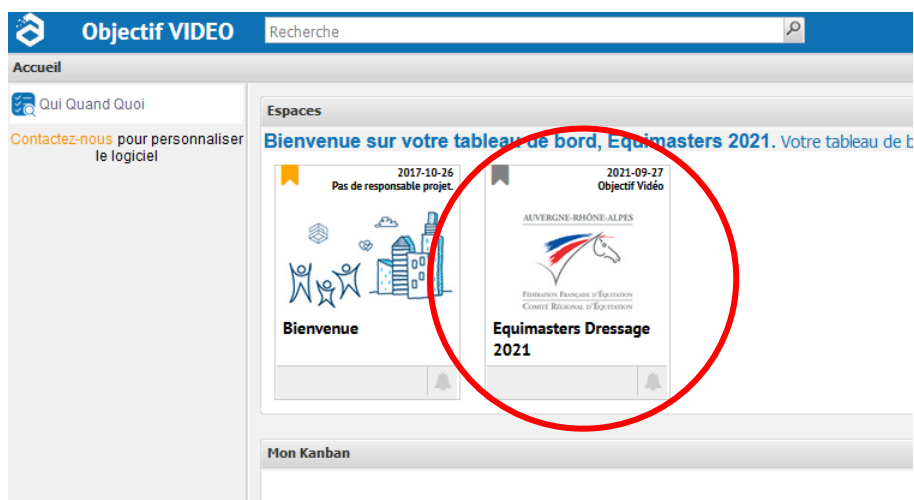 Objectif VIDEO
Recherche
Accueil
Qui Quand Quoi
Contactez-nous pour personnaliser
le logiciel
Espaces
Bienvenue sur votre tableau de bord, Equimasters 2021. Votre tableau de b
2017-10-26
Pas de responsable projet.
Bienvenue
2021-09-27
Objectif Vidéo
AUVERGNE-RHÔNE-ALPES
FÉDÉRATION FRANÇAISE D'ÉQUITATION
COMITÉ RÉGIONAL D'ÉQUITATION
Equimasters Dressage
2021
Mon Kanban